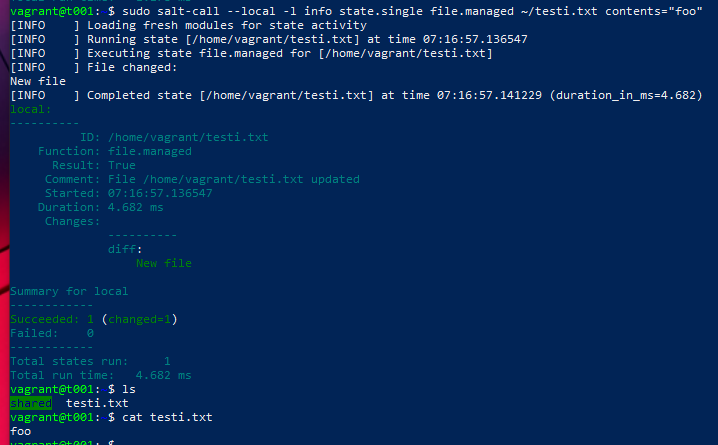 vagrant@t001: $ sudo salt-call --local -l info state.single file.managed ~/testi.txt contents="foo"
[INFO    ] Loading fresh modules for state activity
[INFO    ] Running state [/home/vagrant/testi.txt] at time 07:16:57.136547
[INFO    ] Executing state file.managed for [/home/vagrant/testi.txt]
[INFO    ] File changed:
New file
[INFO    ] Completed state [/home/vagrant/testi.txt] at time 07:16:57.141229 (duration_in_ms=4.682)
local:
----------
          ID: /home/vagrant/testi.txt
    Function: file.managed
      Result: True
     Comment: File /home/vagrant/testi.txt updated
     Started: 07:16:57.136547
    Duration: 4.682 ms
     Changes:
              ----------
              diff:
                  New file
Summary for local
------------
Succeeded: 1 (changed=1)
Failed:    0
------------
Total states run:     1
Total run time:   4.682 ms
vagrant@t001: $ ls
shared  testi.txt
vagrant@t001: $ cat testi.txt
foo